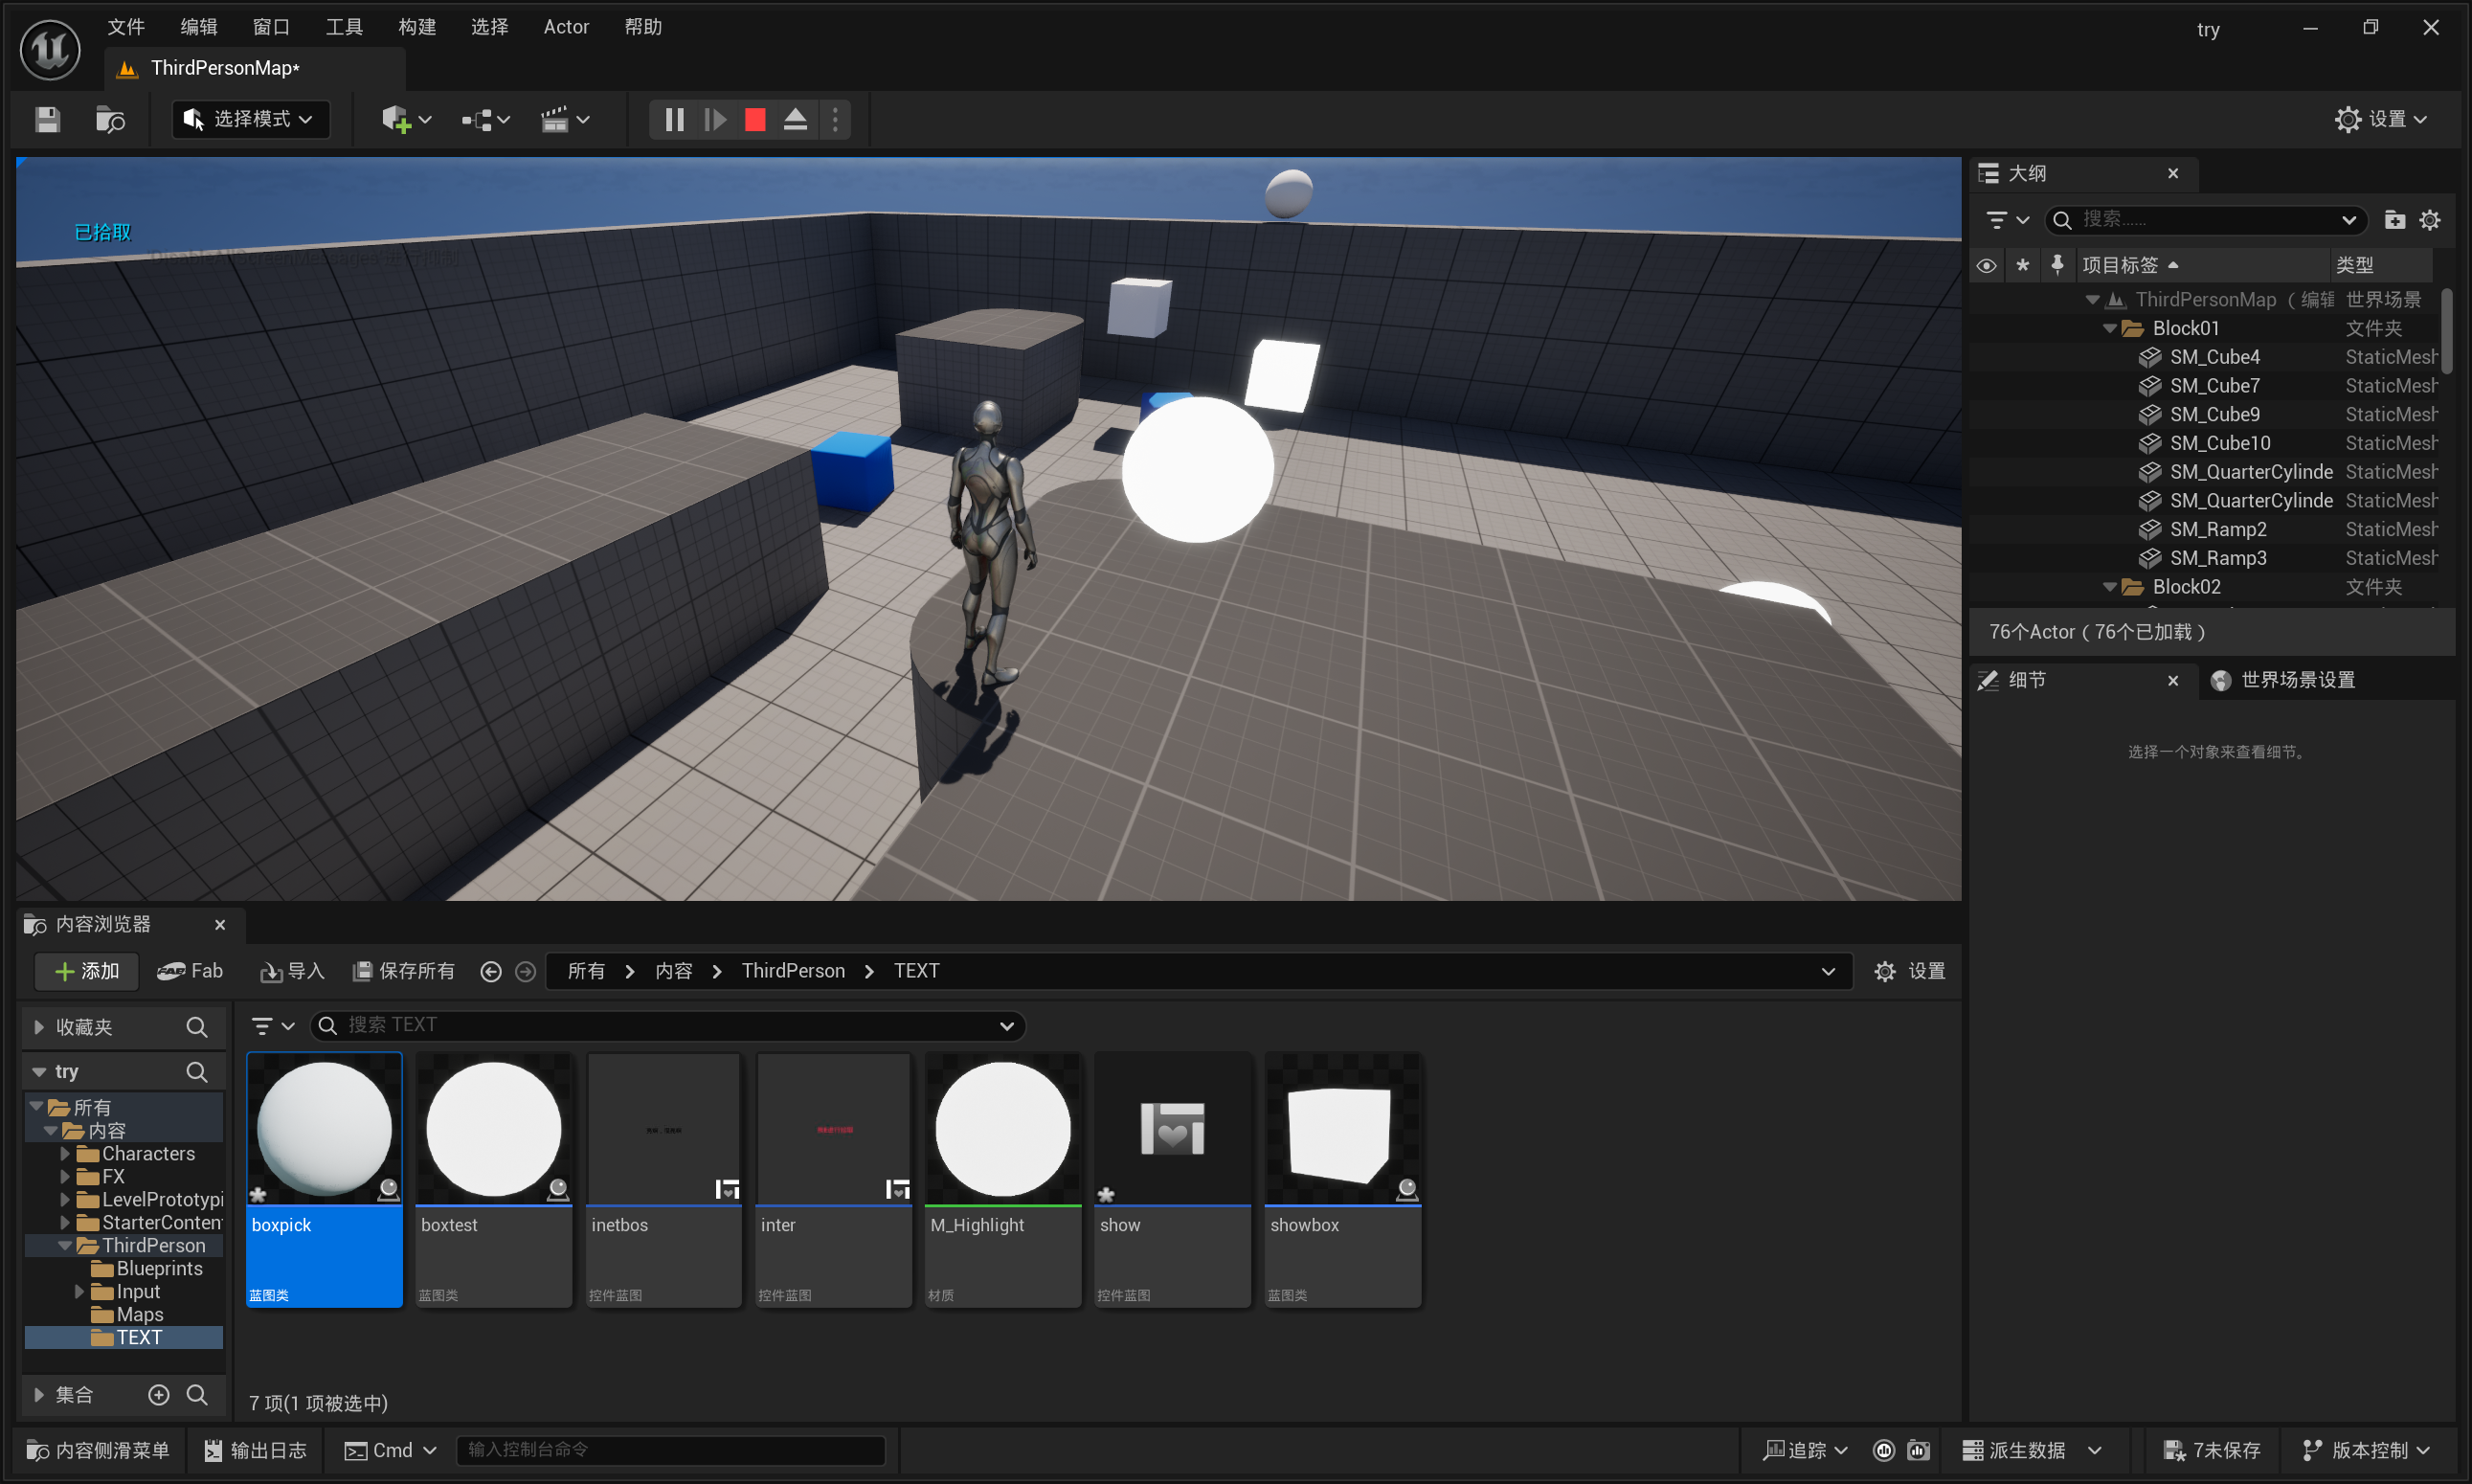 文件 编辑 窗口 工具 构建 选择 Actor 帮助
try
ThirdPersonMap*
选择模式
设置
已拾取
DisableAllScreenMessages 进行抑制
大纲
搜索......
项目标签
类型
ThirdPersonMap（编辑 世界场景
Block01 文件夹
SM_Cube4 StaticMesh
SM_Cube7 StaticMesh
SM_Cube9 StaticMesh
SM_Cube10 StaticMesh
SM_QuarterCylinde StaticMesh
SM_QuarterCylinde StaticMesh
SM_Ramp2 StaticMesh
SM_Ramp3 StaticMesh
Block02 文件夹
76个Actor（76个已加载）
细节
世界场景设置
选择一个对象来查看细节。
内容浏览器
添加
Fab
导入
保存所有
所有 > 内容 > ThirdPerson > TEXT
设置
收藏夹
try
所有
内容
Characters
FX
LevelPrototypi
StarterConten
ThirdPerson
Blueprints
Input
Maps
TEXT
集合
搜索 TEXT
boxpick
蓝图类
boxtest
蓝图类
inetbos
控件蓝图
inter
控件蓝图
M_Highlight
材质
show
控件蓝图
showbox
蓝图类
7 项(1 项被选中)
内容侧滑菜单
输出日志
Cmd
输入控制台命令
追踪
派生数据
7未保存
版本控制